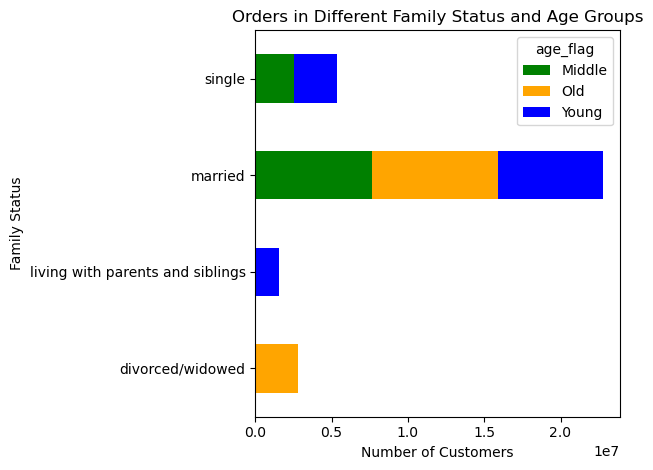 Orders in Different Family Status and Age Groups
age_flag
Middle
Old
Young
single
married
living with parents and siblings
divorced/widowed
Family Status
0.0 0.5 1.0 1.5 2.0
1e7
Number of Customers